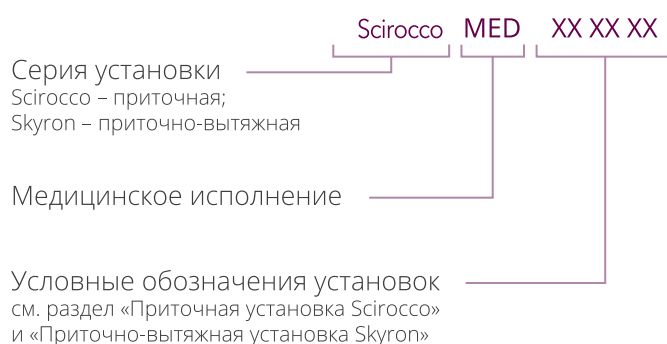 Scirocco MED XX XX XX
Серия установки
Scirocco – приточная;
Skyron – приточно-вытяжная
Медицинское исполнение
Условные обозначения установок
см. раздел «Приточная установка Scirocco»
и «Приточно-вытяжная установка Skyron»